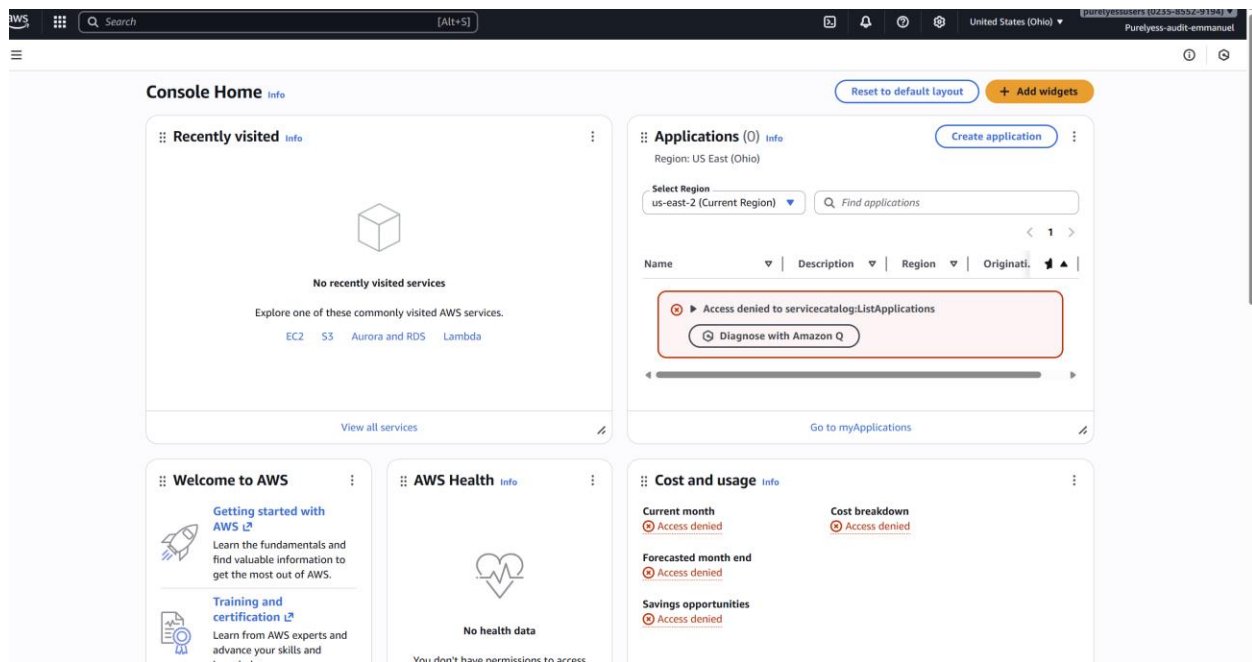 aws
Search
[Alt+S]
United States (Ohio) ▼
purelyessusers (0235-8552-9194) ▼
Purelyess-audit-emmanuel
Console Home Info
Reset to default layout
+ Add widgets
Recently visited Info
No recently visited services
Explore one of these commonly visited AWS services.
EC2 S3 Aurora and RDS Lambda
View all services
Applications (0) Info
Create application
Region: US East (Ohio)
Select Region
us-east-2 (Current Region)
Find applications
1
Name Description Region Originati.
Access denied to servicecatalog:ListApplications
Diagnose with Amazon Q
Go to myApplications
Welcome to AWS
Getting started with
AWS
Learn the fundamentals and
find valuable information to
get the most out of AWS.
Training and
certification
Learn from AWS experts and
advance your skills and
AWS Health Info
No health data
You don't have permissions to access
Cost and usage Info
Current month
Access denied
Cost breakdown
Access denied
Forecasted month end
Access denied
Savings opportunities
Access denied